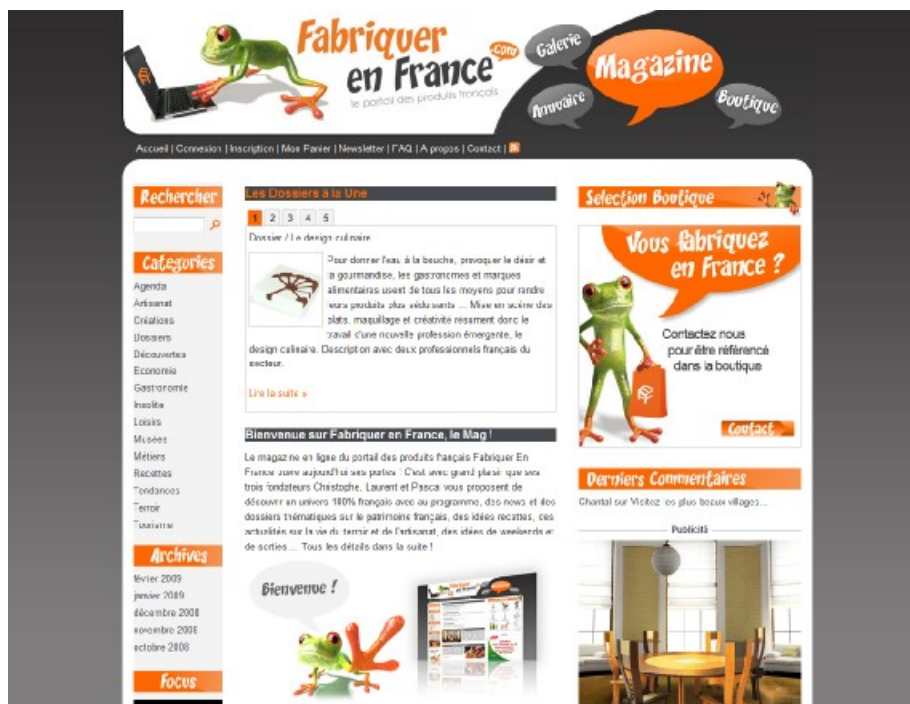 Fabriquer
en France
.com
le portail des produits français
Galerie
Magazine
Annuaire
Boutique
Accueil | Connexion | Inscription | Mon Panier | Newsletter | FAQ | A propos | Contact |
Rechercher
Catégories
Agenda
Artisanat
Créations
Dossiers
Découvertes
Economie
Gastronomie
Insolite
Loisirs
Musées
Métiers
Recettes
Tendances
Terroir
Tourisme
Archives
février 2009
janvier 2009
décembre 2008
novembre 2008
octobre 2008
Focus
Les Dossiers à la Une
1 2 3 4 5
Dossier / Le design culinaire
Pour donner l'eau à la bouche, provoquer le désir et
la gourmandise, les gastronomes et marques
alimentaires usent de tous les moyens pour rendre
leurs produits plus séduisants ... Mise en scène des
plats, maquillage et créativité résument donc le
travail d'une nouvelle profession émergente, le
design culinaire. Description avec deux professionnels français du
secteur.
Lire la suite »
Bienvenue sur Fabriquer en France, le Mag !
Le magazine en ligne du portail des produits français Fabriquer En
France ouvre aujourd'hui ses portes ! C'est avec grand plaisir que ses
trois fondateurs Christophe, Laurent et Pascal vous proposent de
découvrir un univers 100% français avec au programme, des news et des
dossiers thématiques sur le patrimoine français, des idées recettes, des
actualités sur la vie du terroir et de l'artisanat, des idées de weekends et
de sorties ... Tous les détails dans la suite !
Bienvenue !
Fabriquer
en France
Selection Boutique
Vous fabriquez
en France ?
Contactez nous
pour être référencé
dans la boutique
Contact
Derniers Commentaires
Chantal sur Visitez les plus beaux villages...
Publicité